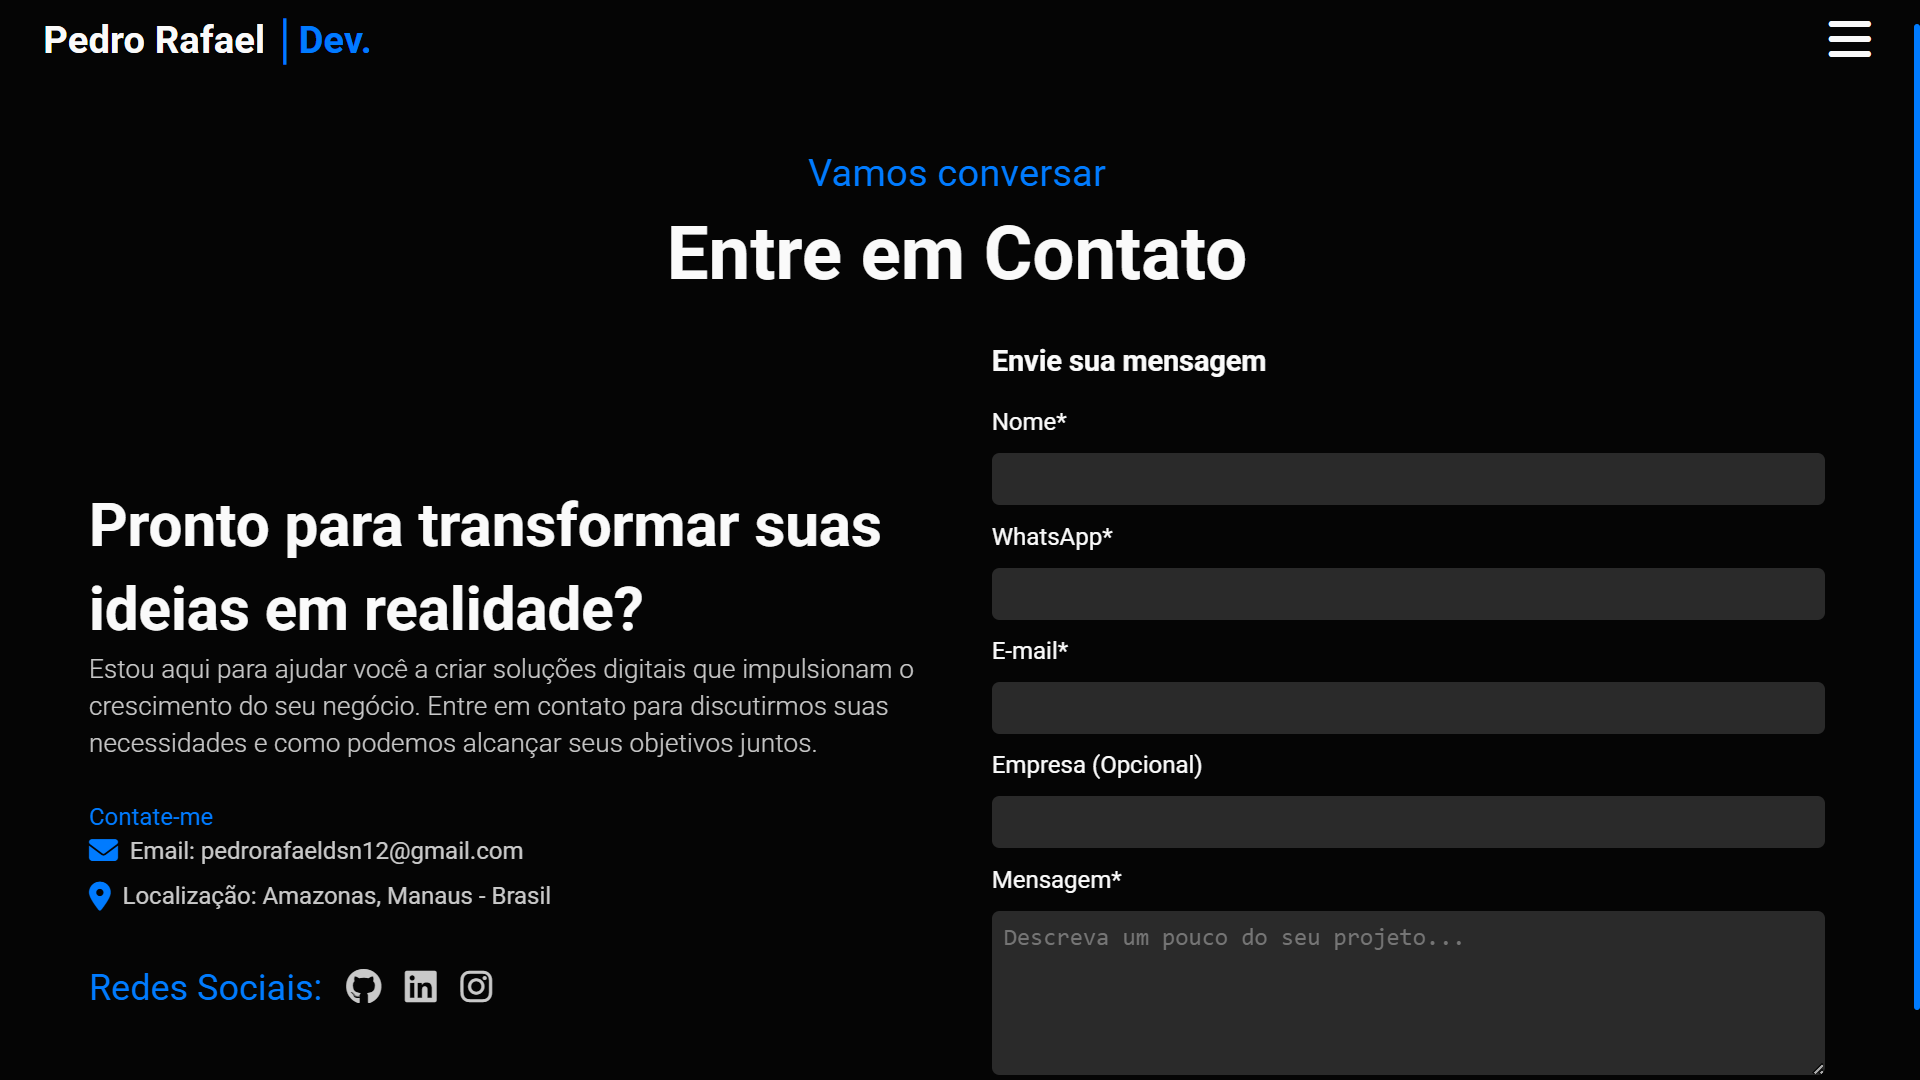 Pedro Rafael | Dev.
Vamos conversar
Entre em Contato
Pronto para transformar suas
ideias em realidade?
Estou aqui para ajudar você a criar soluções digitais que impulsionam o
crescimento do seu negócio. Entre em contato para discutirmos suas
necessidades e como podemos alcançar seus objetivos juntos.
Contate-me
Email: pedrorafaeldsn12@gmail.com
Localização: Amazonas, Manaus - Brasil
Redes Sociais:
Envie sua mensagem
Nome*
WhatsApp*
E-mail*
Empresa (Opcional)
Mensagem*
Descreva um pouco do seu projeto...